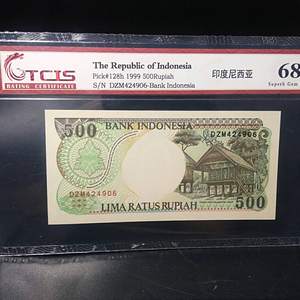 TCIS
RATING CERTIFICATE
The Republic of Indonesia
Pick#128h 1999 500Rupiah
S/N DZM424906-Bank Indonesia
印度尼西亚
68
Superb Gem
500
BANK INDONESIA
DZM424906
DZM424906
LIMA RATUS RUPIAH
500